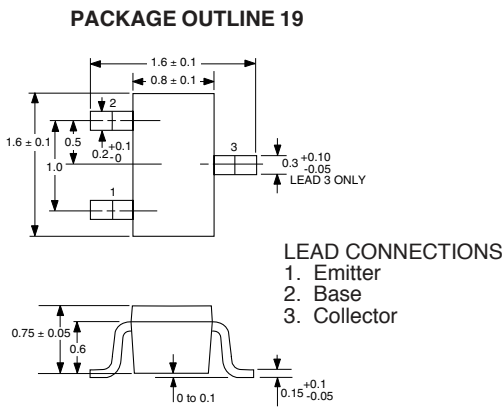 PACKAGE OUTLINE 19
1.6 ± 0.1
0.8 ± 0.1
2
1.6 ± 0.1
1.0
0.5
0.2 +0.1 -0
3
0.3 +0.10 -0.05
LEAD 3 ONLY
1
LEAD CONNECTIONS
1. Emitter
2. Base
3. Collector
0.75 ± 0.05
0.6
0 to 0.1
0.15 +0.1 -0.05